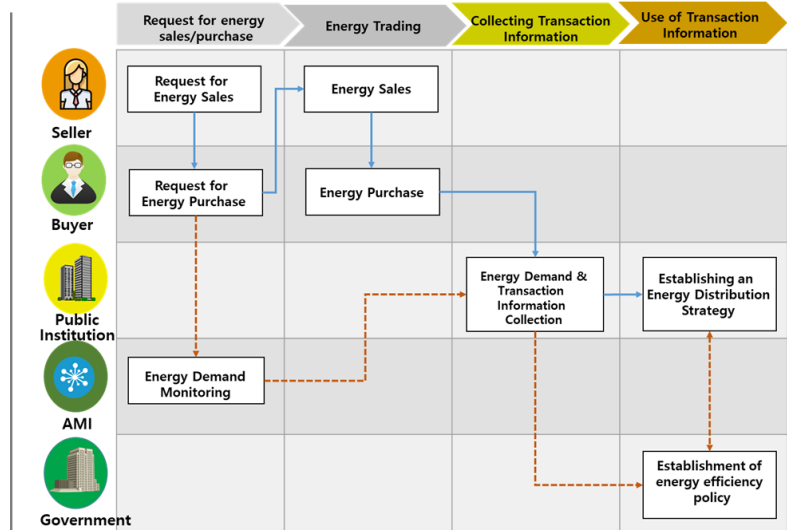 Request for energy
sales/purchase
Energy Trading
Collecting Transaction
Information
Use of Transaction
Information
Seller
Request for
Energy Sales
Energy Sales
Buyer
Request for
Energy Purchase
Energy Purchase
Public
Institution
Energy Demand &
Transaction
Information
Collection
Establishing an
Energy Distribution
Strategy
AMI
Energy Demand
Monitoring
Government
Establishment of
energy efficiency
policy